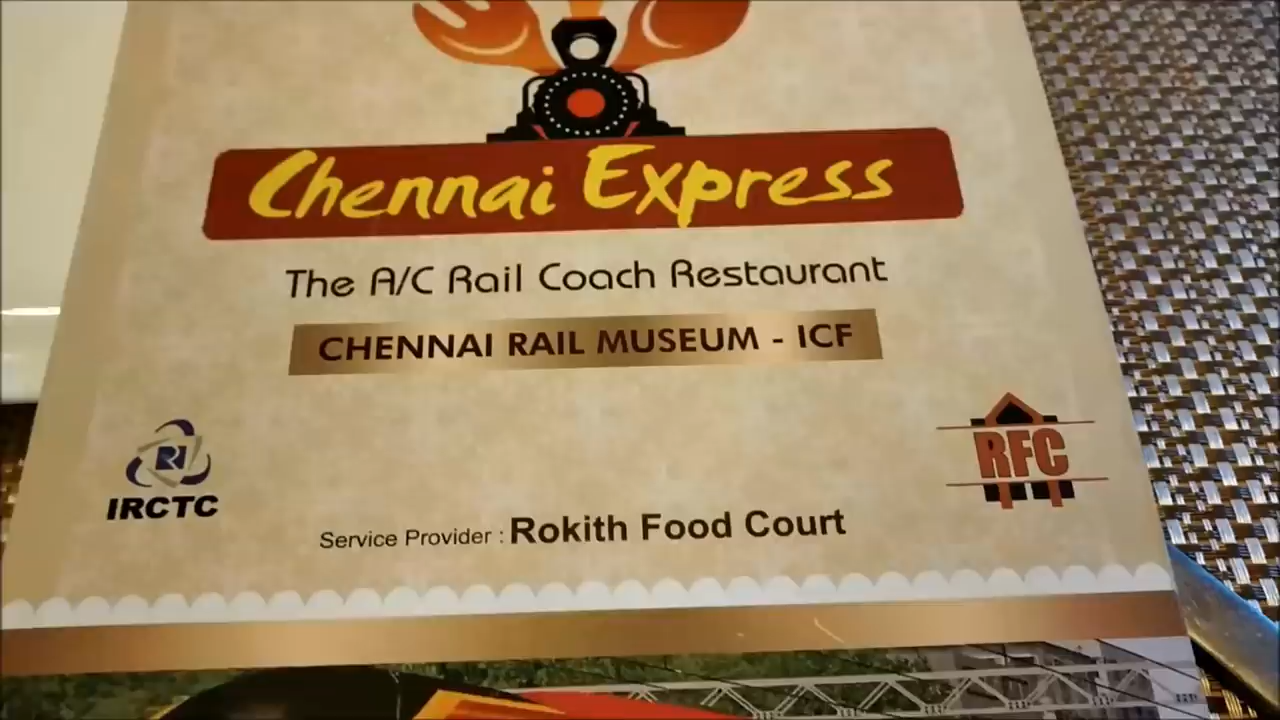 Chennai Express
The A/C Rail Coach Restaurant
CHENNAI RAIL MUSEUM - ICF
IRCTC
RFC
Service Provider : Rokith Food Court